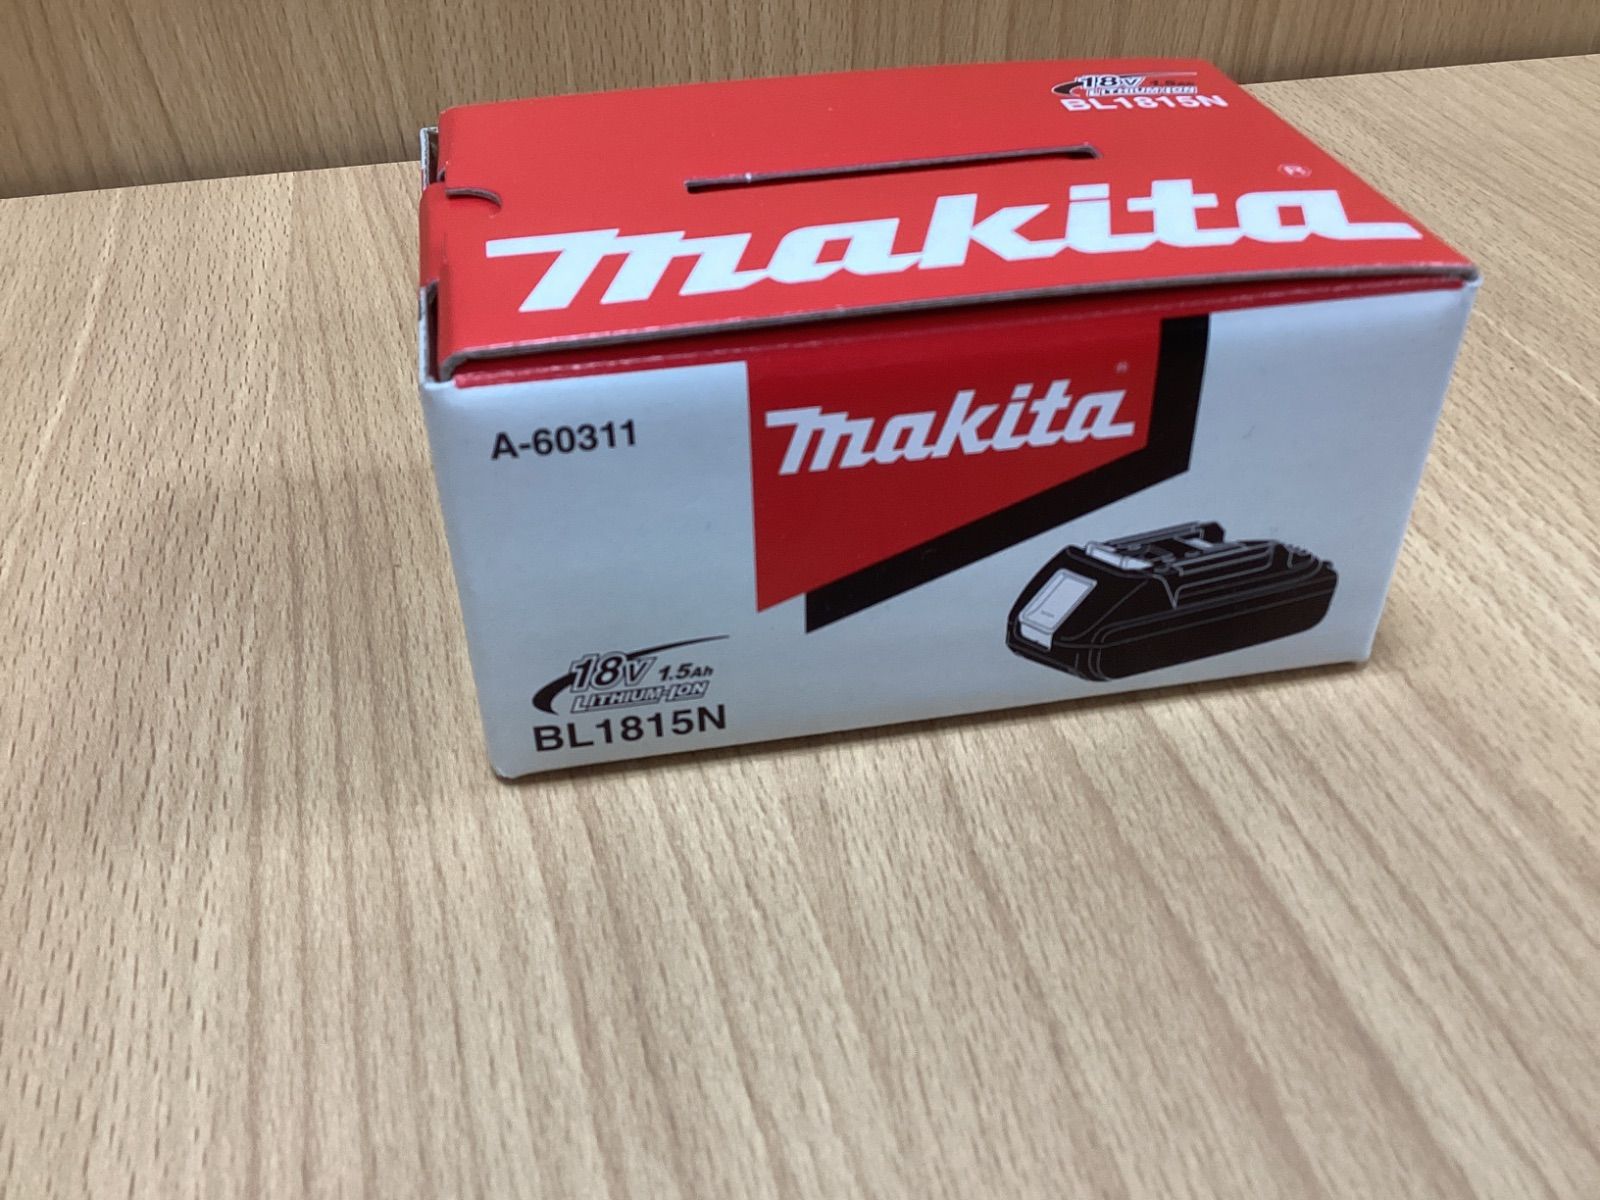 18V 1.5Ah
LITHIUM-ION
BL1815N
makita®
makita®
A-60311
18V 1.5Ah
LITHIUM-ION
BL1815N